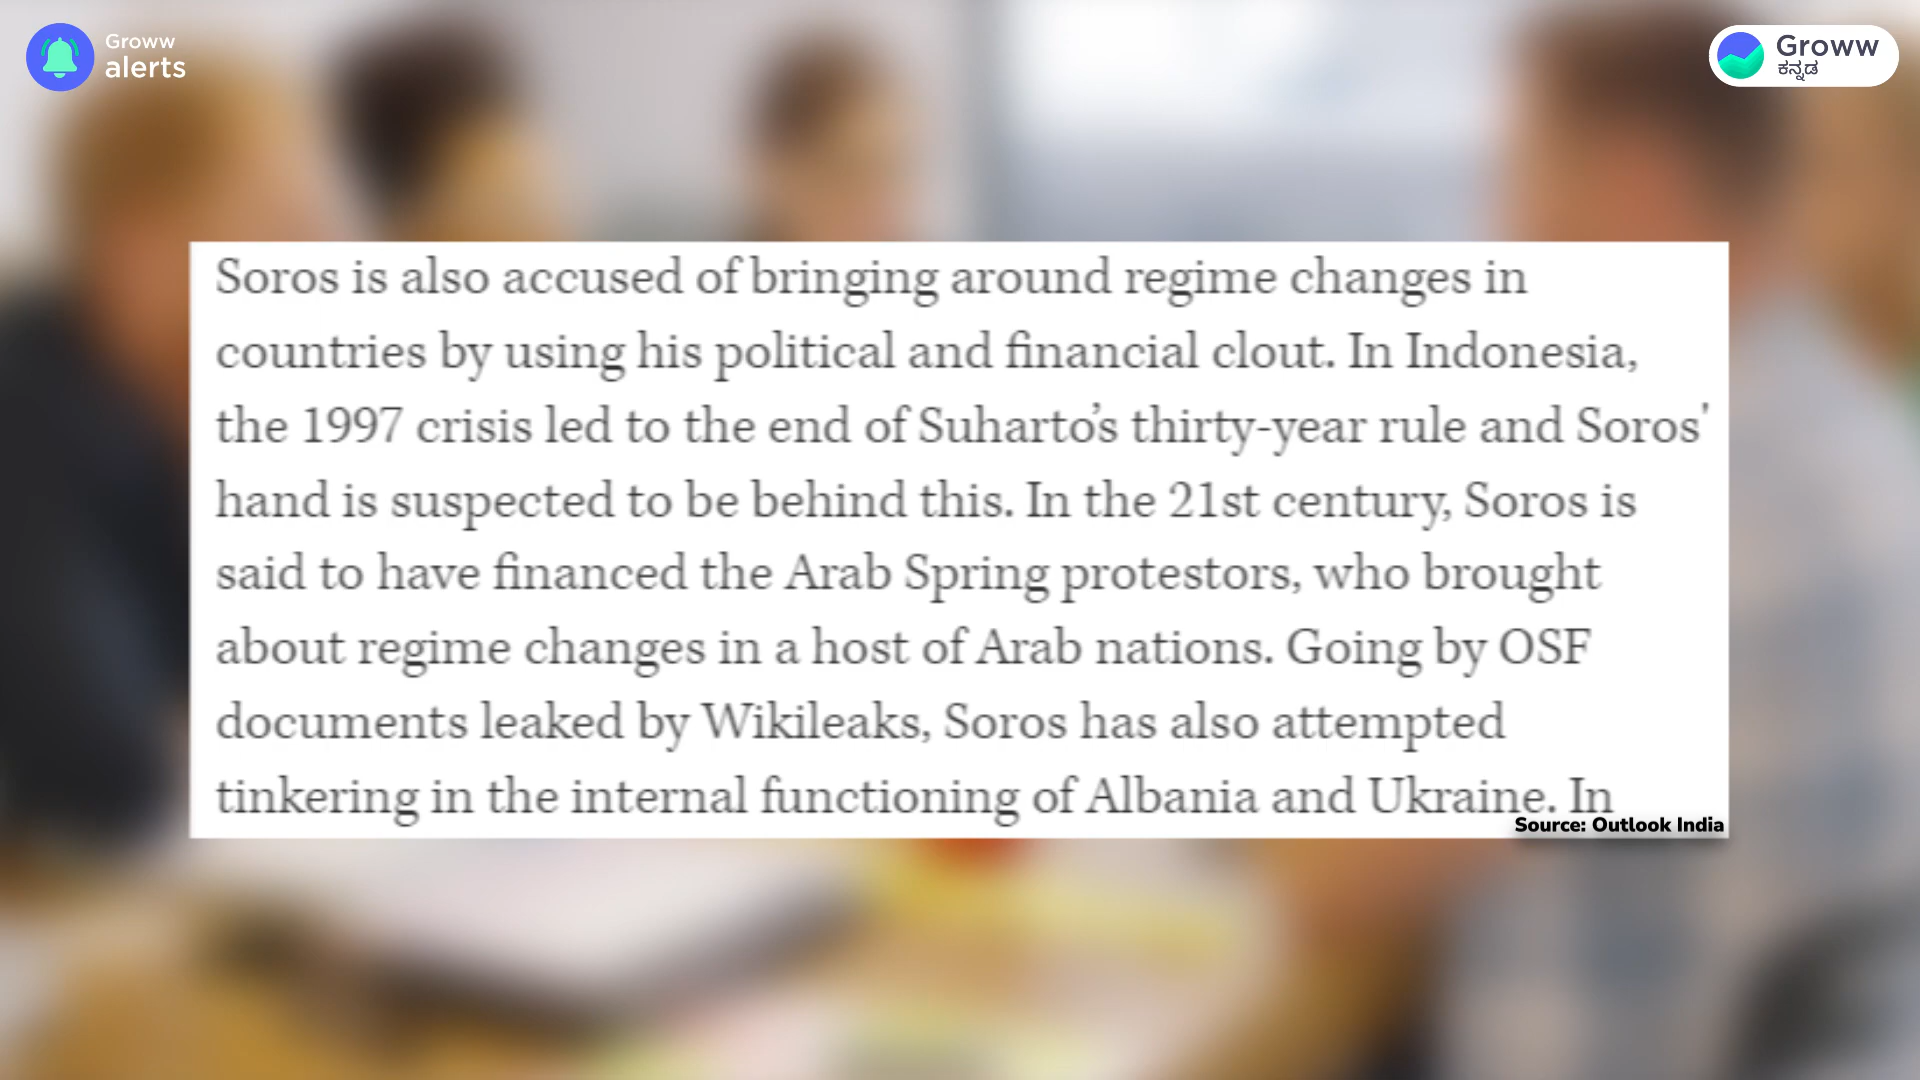 Groww
alerts
Groww
ಕನ್ನಡ
Soros is also accused of bringing around regime changes in
countries by using his political and financial clout. In Indonesia,
the 1997 crisis led to the end of Suharto’s thirty-year rule and Soros'
hand is suspected to be behind this. In the 21st century, Soros is
said to have financed the Arab Spring protestors, who brought
about regime changes in a host of Arab nations. Going by OSF
documents leaked by Wikileaks, Soros has also attempted
tinkering in the internal functioning of Albania and Ukraine. In
Source: Outlook India